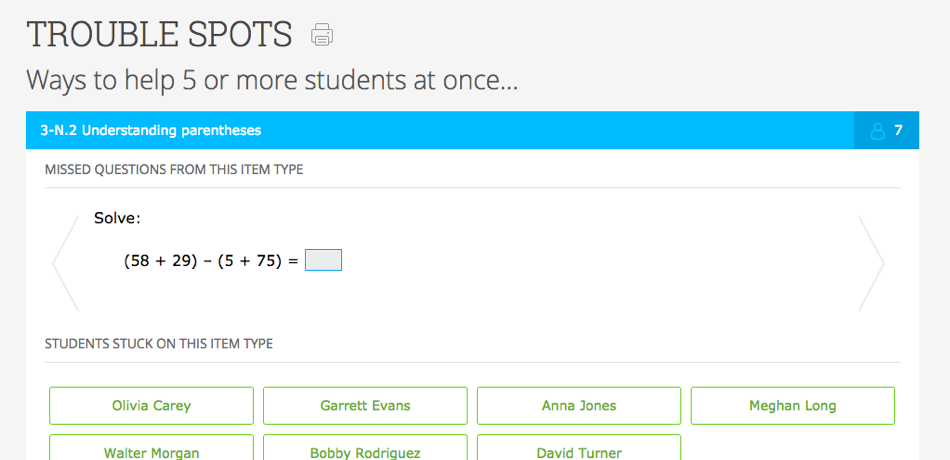 TROUBLE SPOTS
Ways to help 5 or more students at once...
3-N.2 Understanding parentheses 7
MISSED QUESTIONS FROM THIS ITEM TYPE
Solve:
(58 + 29) – (5 + 75) =
STUDENTS STUCK ON THIS ITEM TYPE
Olivia Carey Garrett Evans Anna Jones Meghan Long
Walter Morgan Bobby Rodriguez David Turner